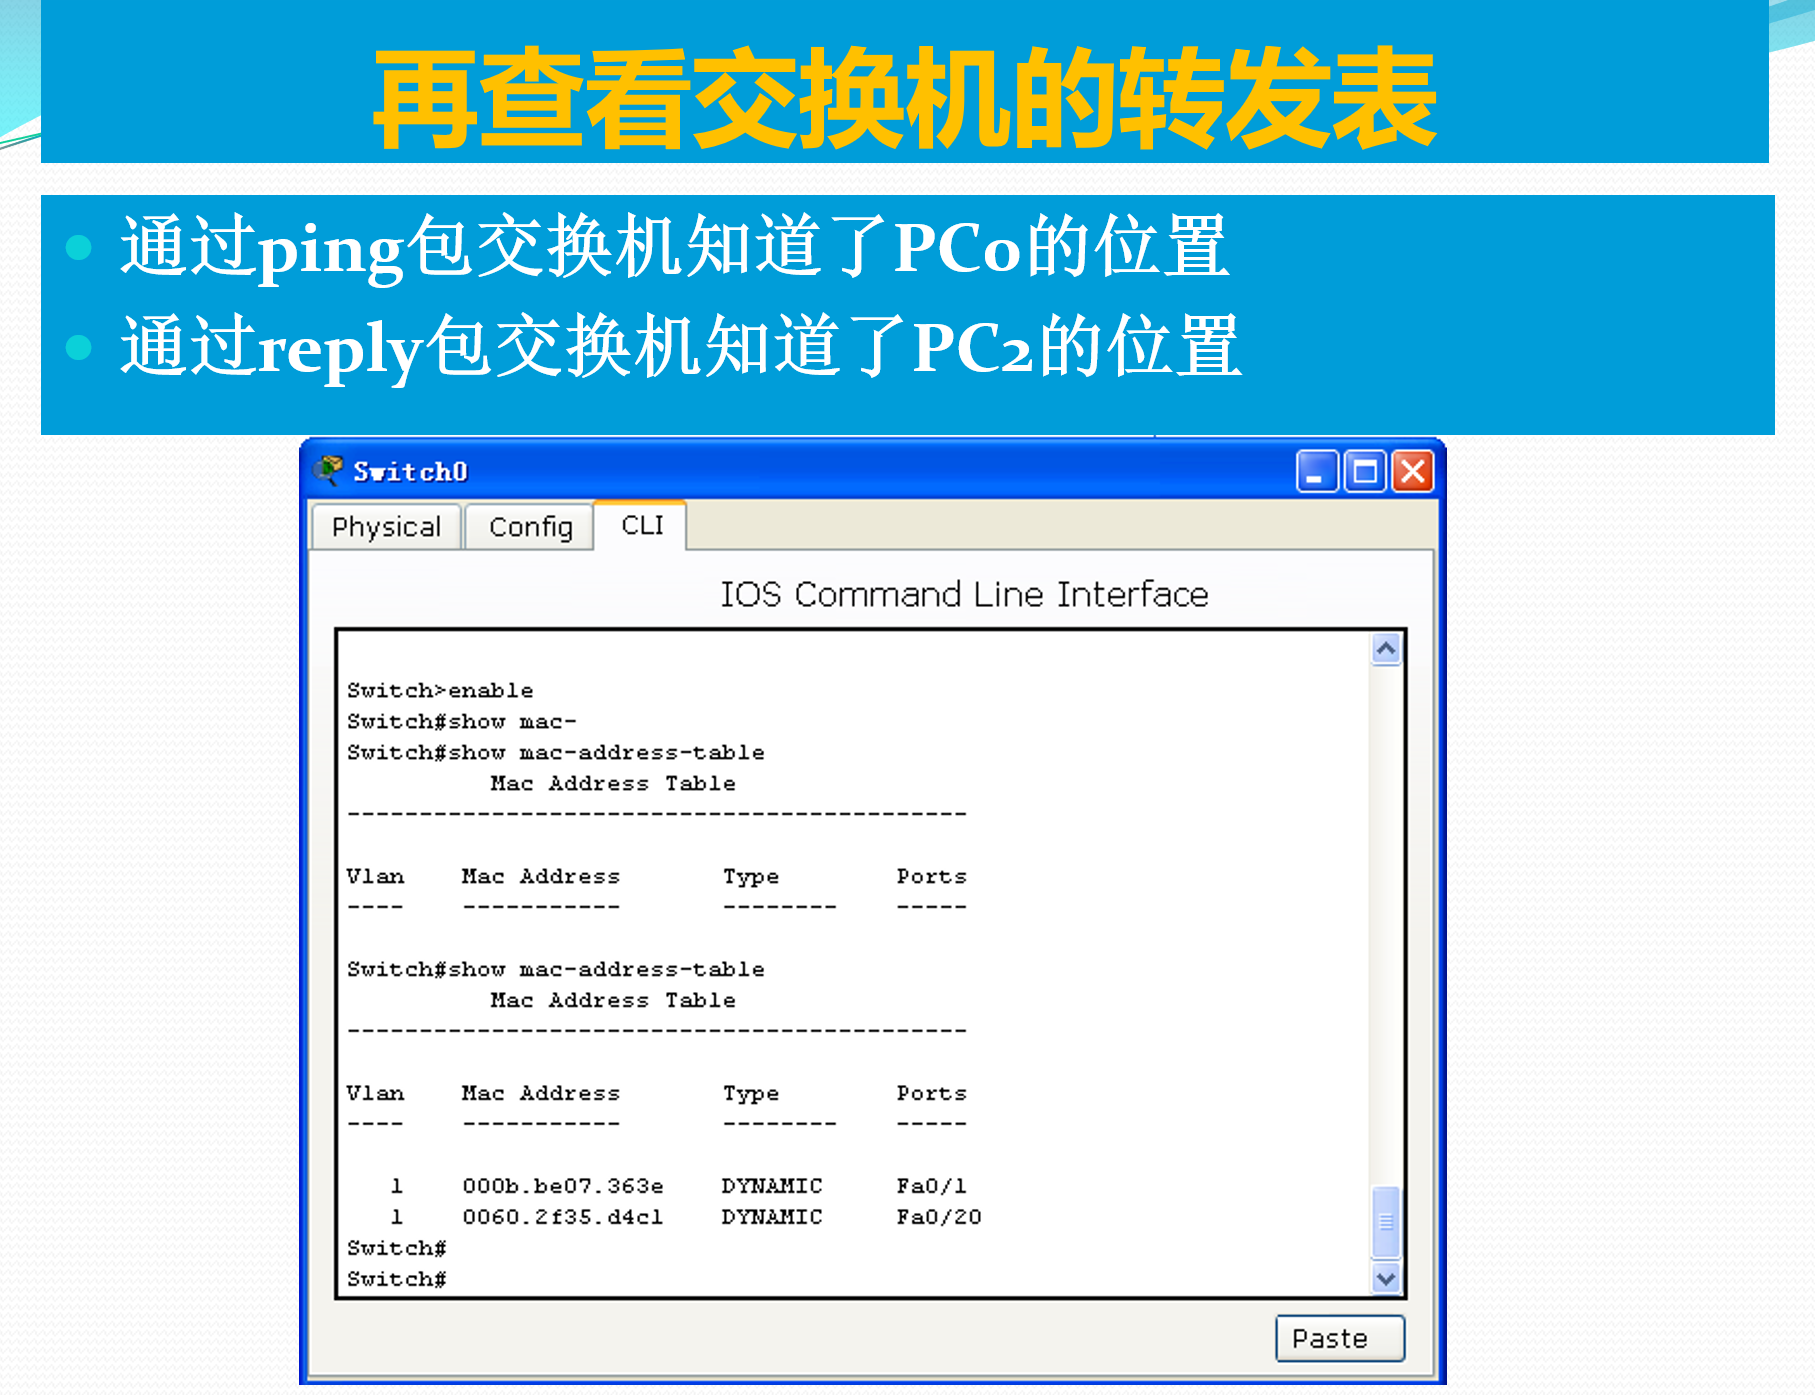 再查看交换机的转发表
通过ping包交换机知道了PC0的位置
通过reply包交换机知道了PC2的位置
Switch0
Physical Config CLI
IOS Command Line Interface
Switch>enable
Switch#show mac-
Switch#show mac-address-table
Mac Address Table
-------------------------------------------
Vlan Mac Address Type Ports
---- ----------- -------- -----
Switch#show mac-address-table
Mac Address Table
-------------------------------------------
Vlan Mac Address Type Ports
---- ----------- -------- -----
1 000b.be07.363e DYNAMIC Fa0/1
1 0060.2f35.d4c1 DYNAMIC Fa0/20
Switch#
Switch#
Paste